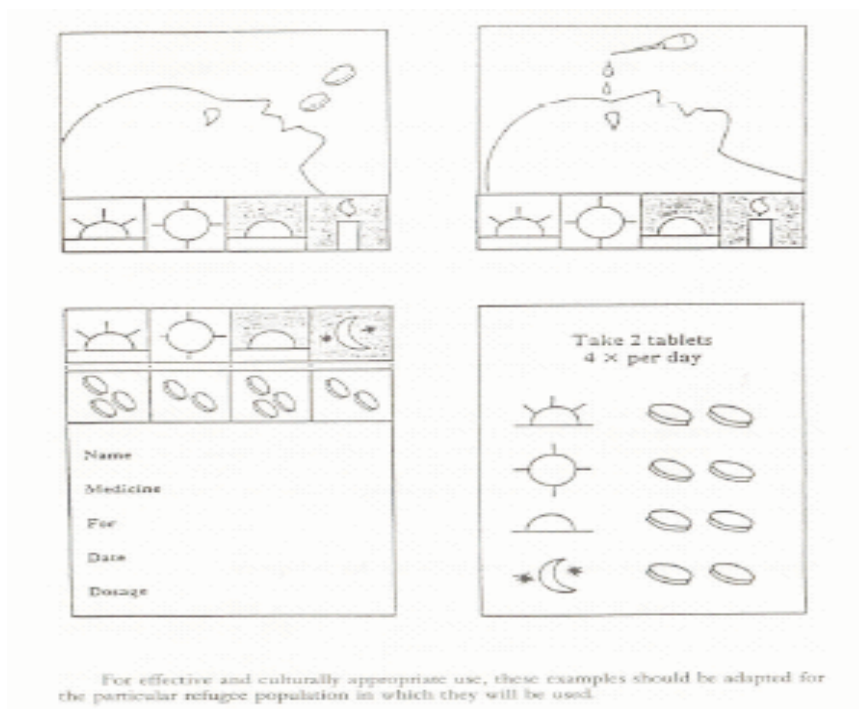 Name
Medicine
For
Date
Dosage
Take 2 tablets
4 × per day
For effective and culturally appropriate use, these examples should be adapted for
the particular refugee population in which they will be used.